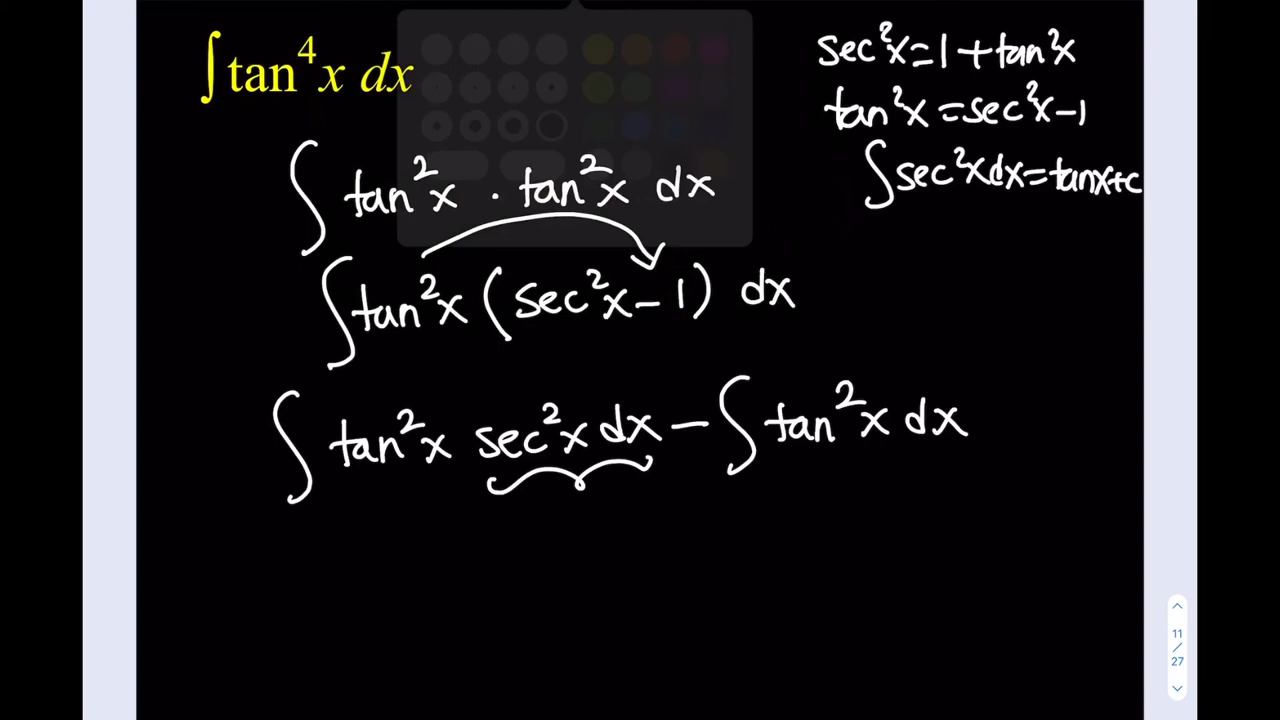 ∫ tan⁴ x dx
sec²x = 1 + tan²x
tan²x = sec²x − 1
∫ sec²x dx = tanx + c
∫ tan²x · tan²x dx
∫ tan²x (sec²x − 1) dx
∫ tan²x sec²x dx − ∫ tan²x dx
11
/
27